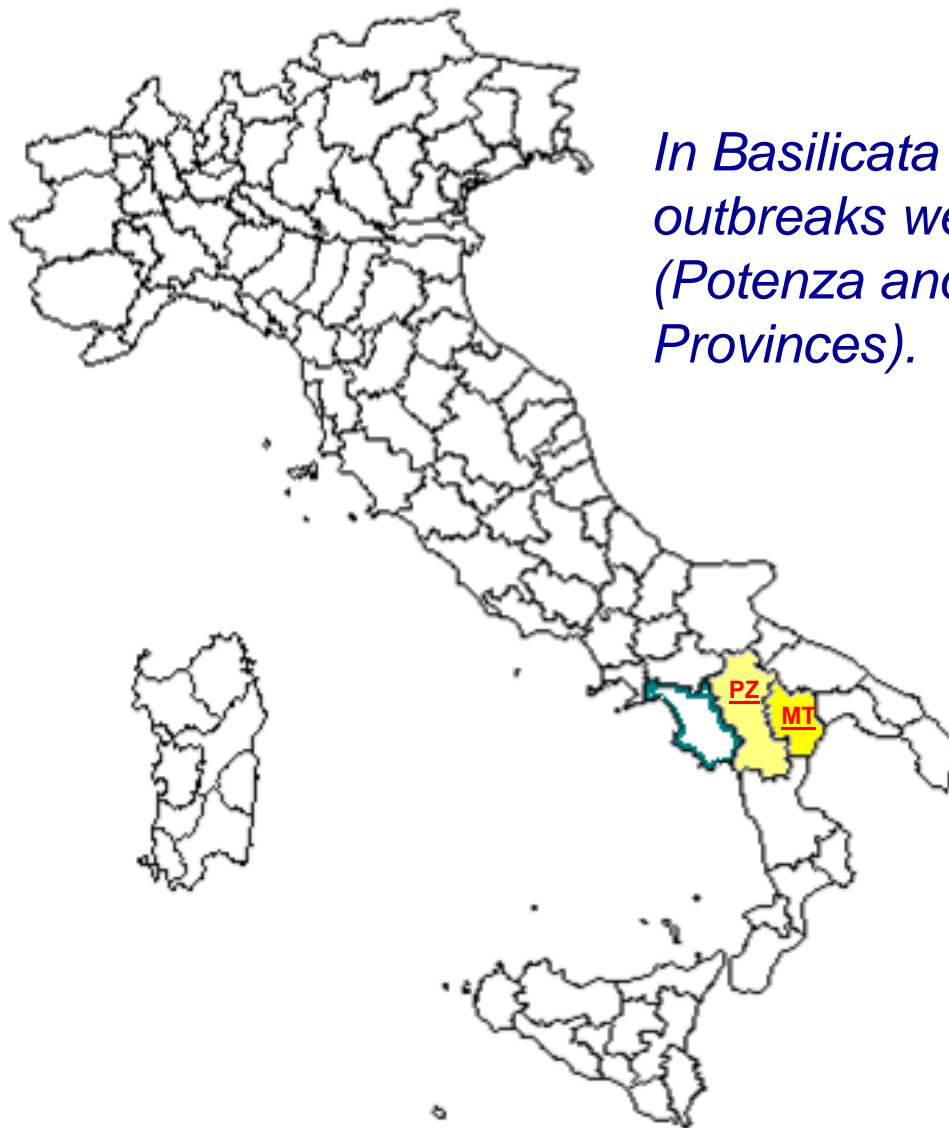 In Basilicata
outbreaks we
(Potenza and
Provinces).
PZ
MT